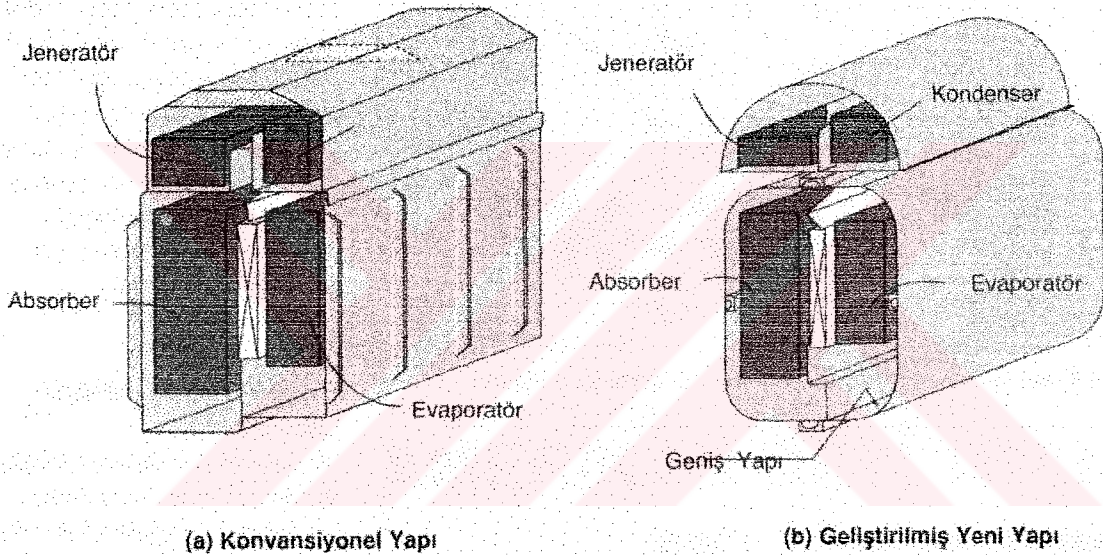 Jeneratör
Absorber
Evaporatör
(a) Konvansiyonel Yapı
Jeneratör
Kondenser
Absorber
Evaporatör
Geniş Yapı
(b) Geliştirilmiş Yeni Yapı